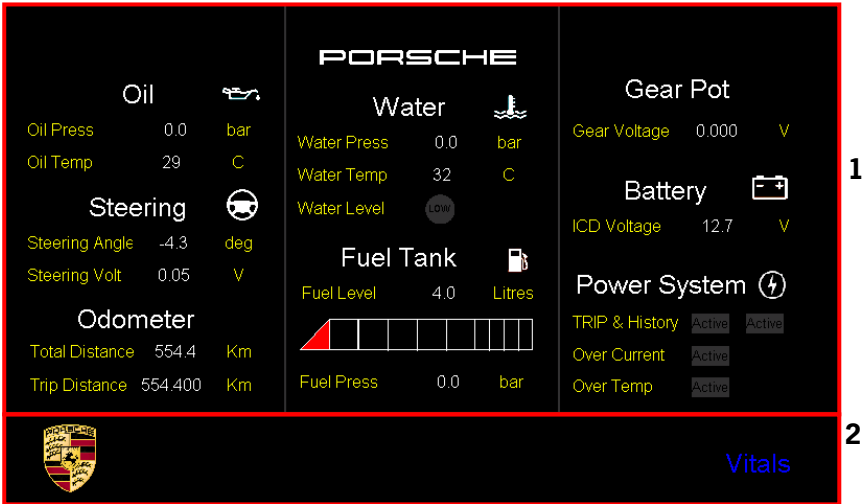 Oil
Oil Press 0.0 bar
Oil Temp 29 C
Steering
Steering Angle -4.3 deg
Steering Volt 0.05 V
Odometer
Total Distance 554.4 Km
Trip Distance 554.400 Km
PORSCHE
Water
Water Press 0.0 bar
Water Temp 32 C
Water Level LOW
Fuel Tank
Fuel Level 4.0 Litres
Fuel Press 0.0 bar
Gear Pot
Gear Voltage 0.000 V
Battery
ICD Voltage 12.7 V
Power System
TRIP & History Active Active
Over Current Active
Over Temp Active
1
PORSCHE
Vitals
2